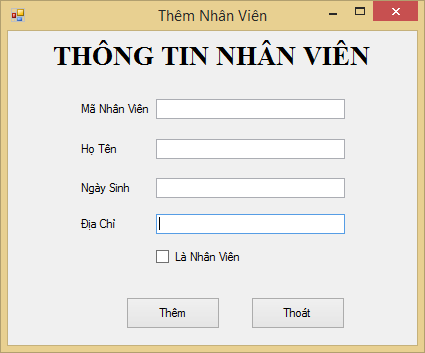 Thêm Nhân Viên
THÔNG TIN NHÂN VIÊN
Mã Nhân Viên
Họ Tên
Ngày Sinh
Địa Chỉ
Là Nhân Viên
Thêm Thoát